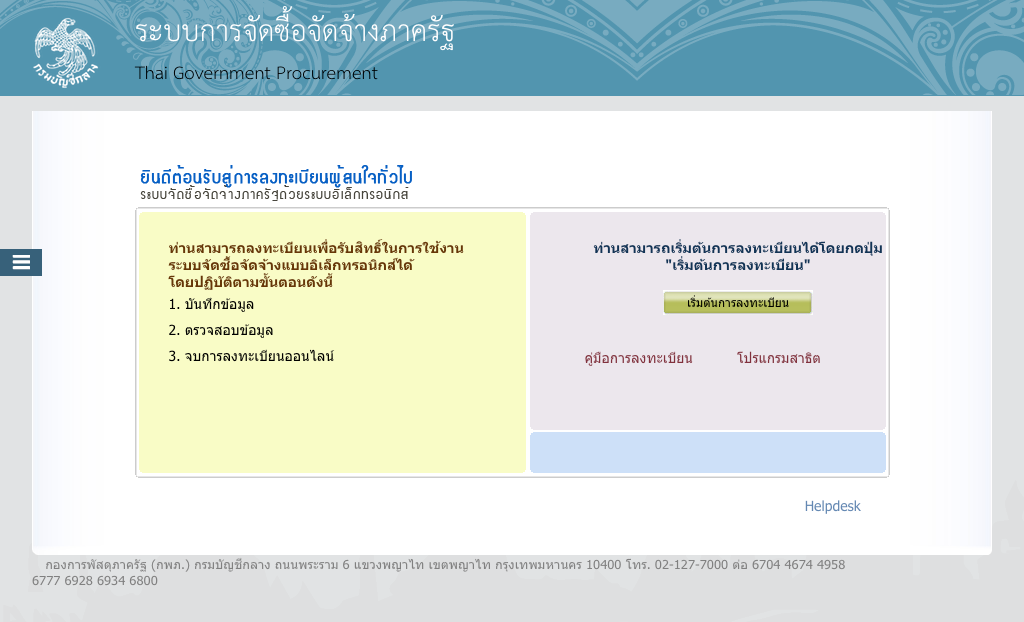 ระบบการจัดซื้อจัดจ้างภาครัฐ
Thai Government Procurement
กรมบัญชีกลาง
ยินดีต้อนรับสู่การลงทะเบียนผู้สนใจทั่วไป
ระบบจัดซื้อจัดจ้างภาครัฐด้วยระบบอิเล็กทรอนิกส์
ท่านสามารถลงทะเบียนเพื่อรับสิทธิ์ในการใช้งาน
ระบบจัดซื้อจัดจ้างแบบอิเล็กทรอนิกส์ได้
โดยปฏิบัติตามขั้นตอนดังนี้
1. บันทึกข้อมูล
2. ตรวจสอบข้อมูล
3. จบการลงทะเบียนออนไลน์
ท่านสามารถเริ่มต้นการลงทะเบียนได้โดยกดปุ่ม
"เริ่มต้นการลงทะเบียน"
เริ่มต้นการลงทะเบียน
คู่มือการลงทะเบียน โปรแกรมสาธิต
Helpdesk
กองการพัสดุภาครัฐ (กพภ.) กรมบัญชีกลาง ถนนพระราม 6 แขวงพญาไท เขตพญาไท กรุงเทพมหานคร 10400 โทร. 02-127-7000 ต่อ 6704 4674 4958
6777 6928 6934 6800